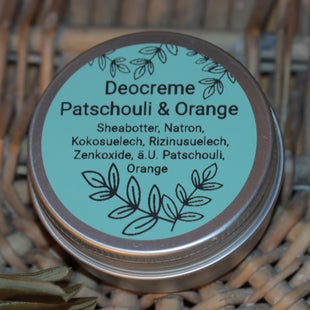 Deocreme
Patschouli & Orange
Sheabotter, Natron,
Kokosuelech, Rizinusuelech,
Zenkoxide, ä.U. Patschouli,
Orange